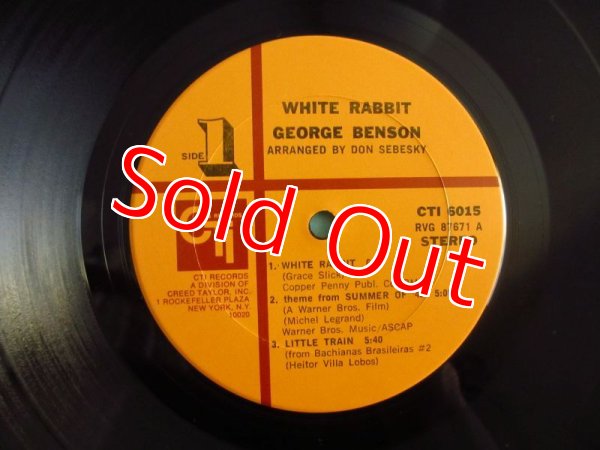 WHITE RABBIT
GEORGE BENSON
ARRANGED BY DON SEBESKY
SIDE 1
CTI 6015
RVG 87671 A
STEREO
Sold Out
CTI
CTI RECORDS
A DIVISION OF
CREED TAYLOR, INC.
1 ROCKEFELLER PLAZA
NEW YORK, N.Y.
10020
1. WHITE RABBIT
(Grace Slick)
Copper Penny Publ.
2. theme from SUMMER OF
(A Warner Bros. Film)
(Michel Legrand)
Warner Bros. Music/ASCAP
3. LITTLE TRAIN 5:40
(from Bachianas Brasileiras #2
(Heitor Villa Lobos)